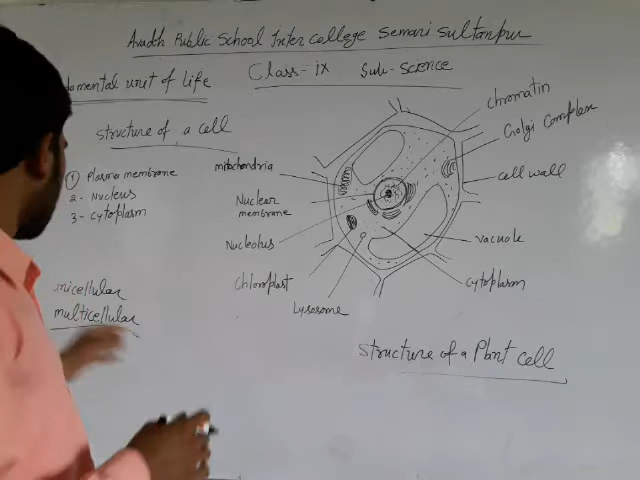 Avadh Public School Inter college Semari Sultanpur
damental unit of life
Class-ix Sub-science
structure of a cell
① Plasma membrane
2- Nucleus
3- cytoplasm
nicellular
multicellular
mitochondria
Nuclear
membrane
Nucleolus
Chloroplast
Lysosome
chromatin
Golgi complex
cell wall
vacuole
cytoplasm
Structure of a Plant cell